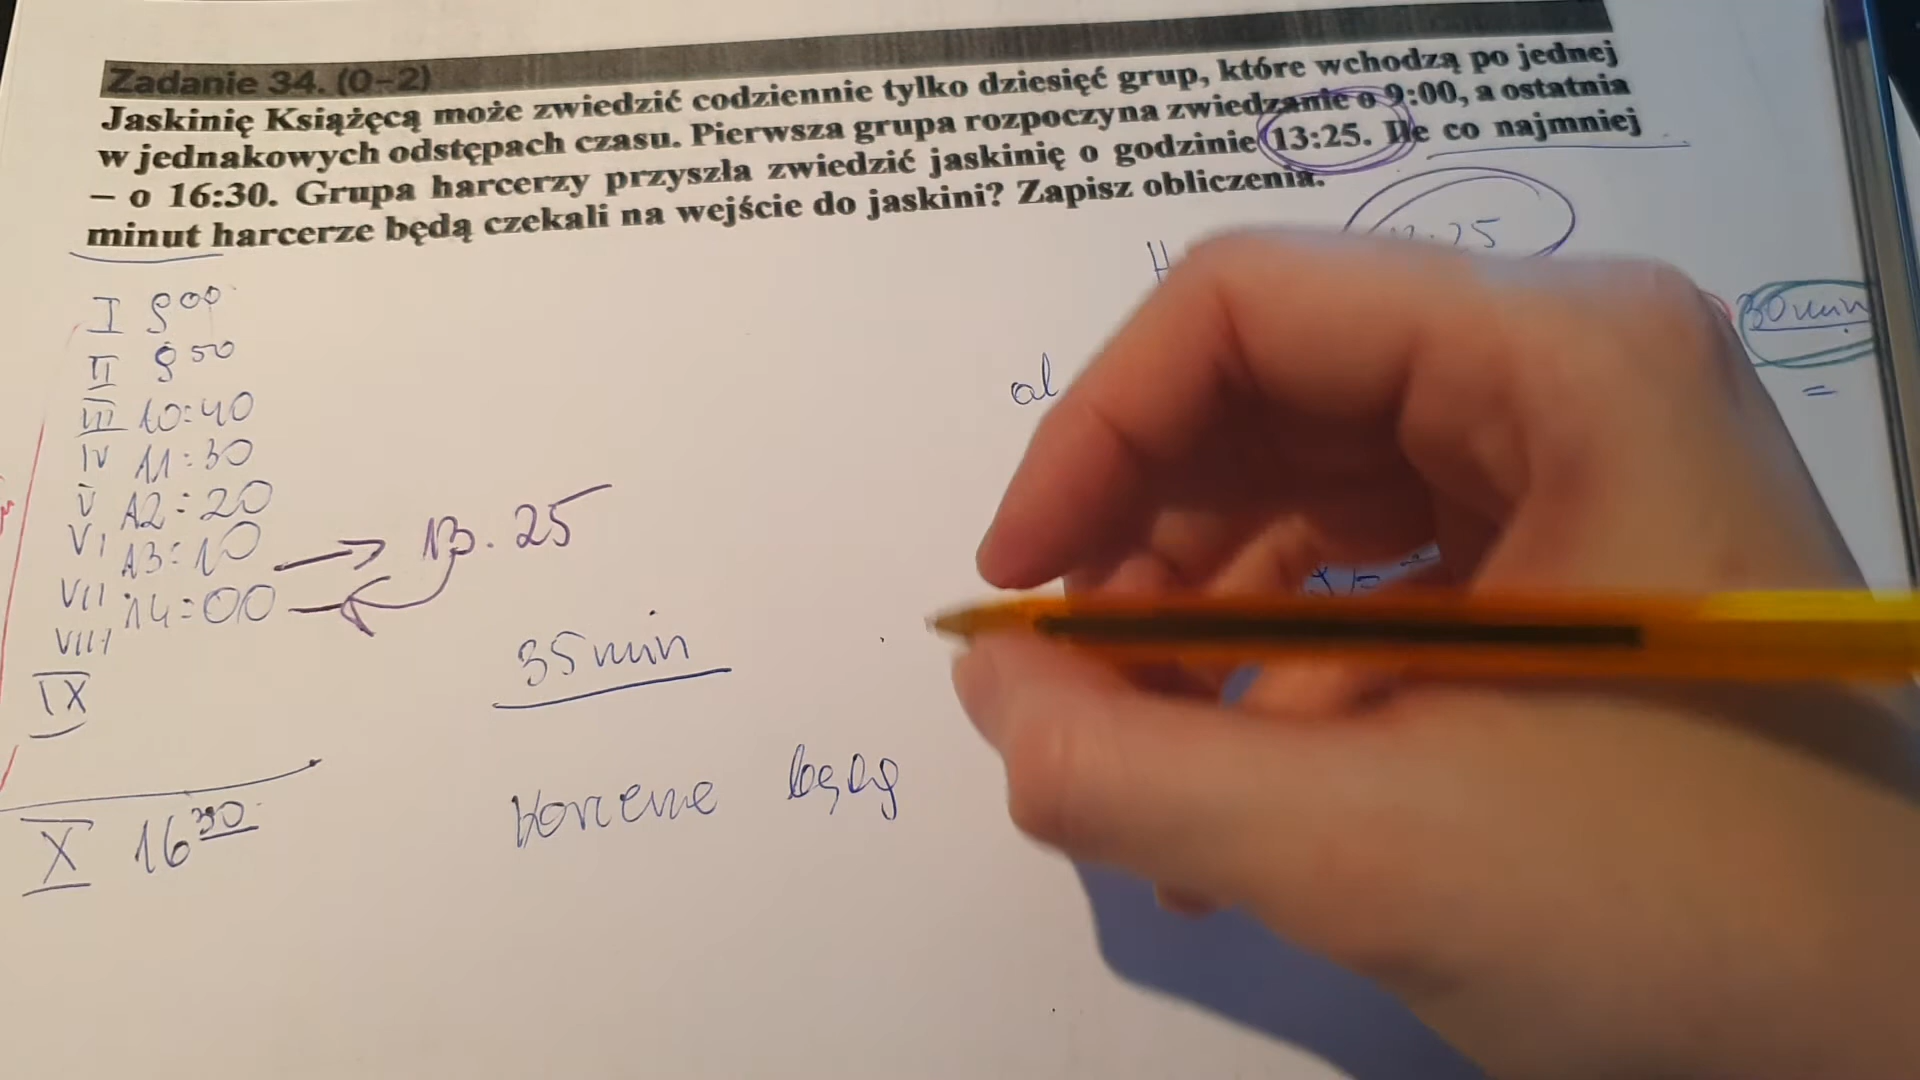 Zadanie 34. (0–2)
Jaskinię Książęcą może zwiedzić codziennie tylko dziesięć grup, które wchodzą po jednej
w jednakowych odstępach czasu. Pierwsza grupa rozpoczyna zwiedzanie o 9:00, a ostatnia
– o 16:30. Grupa harcerzy przyszła zwiedzić jaskinię o godzinie 13:25. Ile co najmniej
minut harcerze będą czekali na wejście do jaskini? Zapisz obliczenia.
I 9 00
II 9 50
III 10:40
IV 11:30
V 12:20
VI 13:10
VII 14:00
VIII
IX
X 16 30
13.25
35 min
Harcerze będą
30 min
=